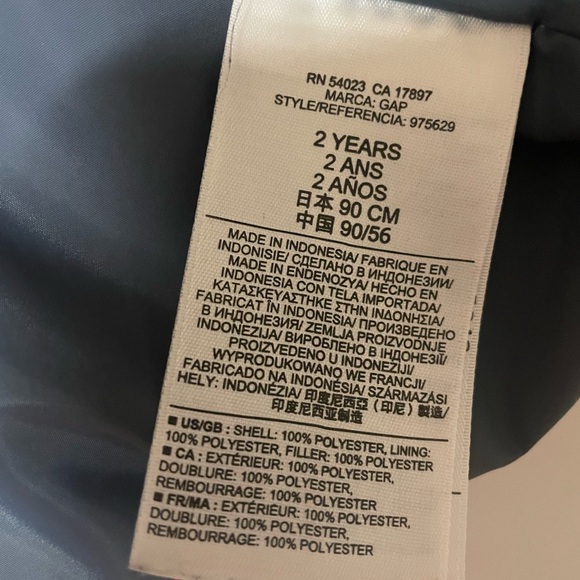 RN 54023 CA 17897
MARCA: GAP
STYLE/REFERENCIA: 975629
2 YEARS
2 ANS
2 AÑOS
日本 90 CM
中国 90/56
MADE IN INDONESIA/ FABRIQUE EN
INDONISIE/ СДЕЛАНО В ИНДОНЕЗИИ/
MADE IN ENDENOZYA/ HECHO EN
INDONESIA CON TELA IMPORTADA/
ΚΑΤΑΣΚΕΥΑΣΤΗΚΕ ΣΤΗΝ ΙΝΔΟΝΗΣΙΑ/
FABRICAT ÎN INDONESIA/ ПРОИЗВЕДЕНО
В ИНДОНЕЗИЯ/ ZEMLJA PROIZVODNJE
INDONEZIJA/ ВИРОБЛЕНО В ІНДОНЕЗІЇ/
PROIZVEDENO U INDONEZIJI/
WYPRODUKOWANO WE FRANCJI/
FABRICADO NA INDONÉSIA/ SZÁRMAZÁSI
HELY: INDONÉZIA/ 印度尼西亞 (印尼) 製造/
印度尼西亚制造
■ US/GB : SHELL: 100% POLYESTER, LINING:
100% POLYESTER, FILLER: 100% POLYESTER
■ CA : EXTÉRIEUR: 100% POLYESTER,
DOUBLURE: 100% POLYESTER,
REMBOURRAGE: 100% POLYESTER
■ FR/MA : EXTÉRIEUR: 100% POLYESTER,
DOUBLURE: 100% POLYESTER,
REMBOURRAGE: 100% POLYESTER